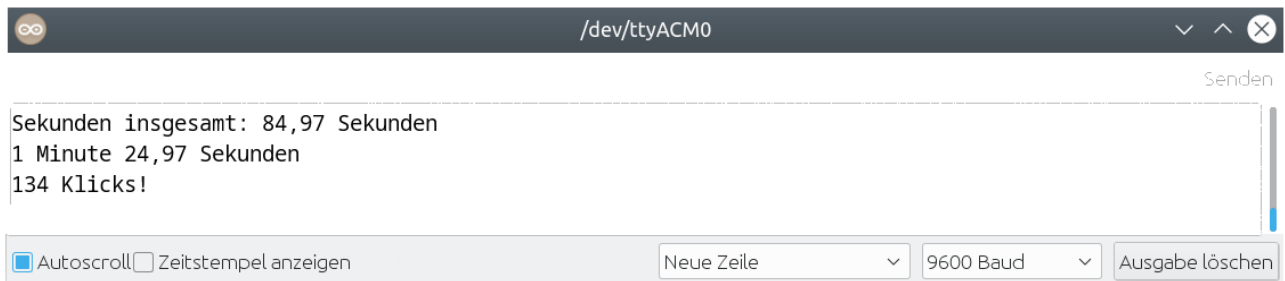 /dev/ttyACM0
Senden
Sekunden insgesamt: 84,97 Sekunden
1 Minute 24,97 Sekunden
134 Klicks!
Autoscroll Zeitstempel anzeigen Neue Zeile 9600 Baud Ausgabe löschen